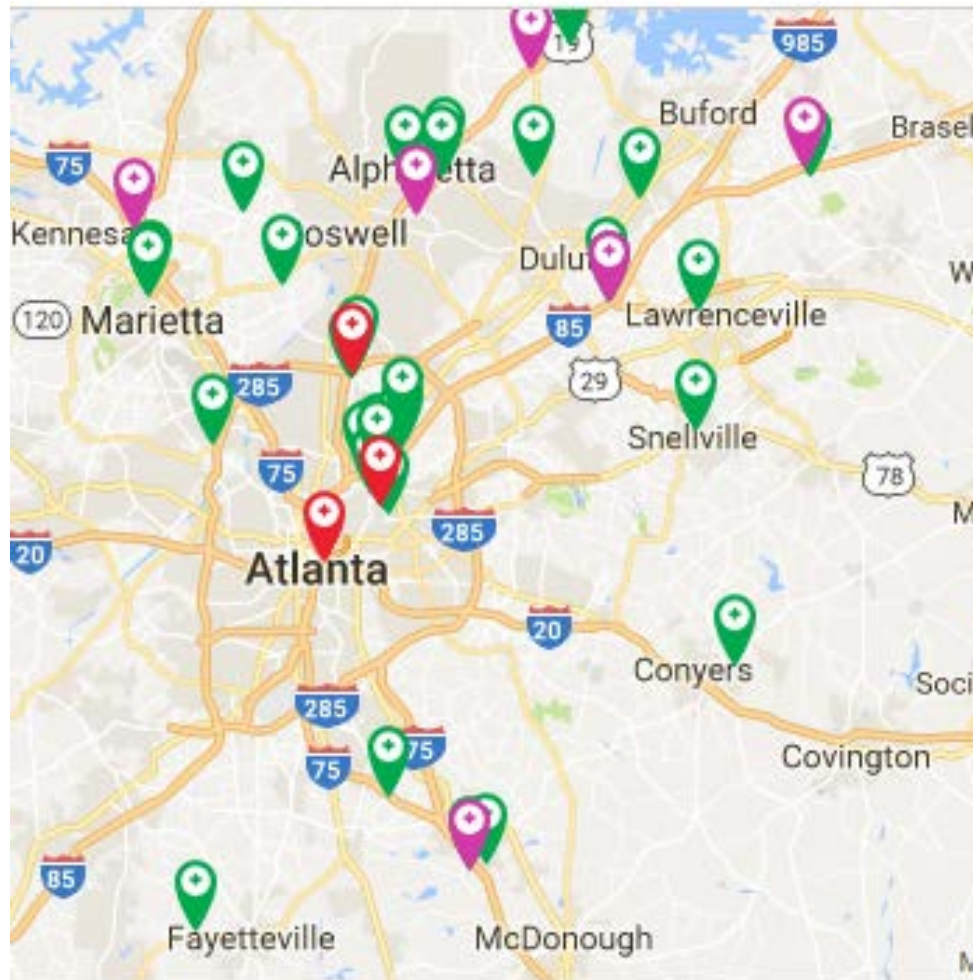 19
985
Buford
Brasel
75
Alph etta
Kennesa
oswell
Dulu
W
120
Marietta
85
Lawrenceville
285
29
Snellville
75
78
M
20
285
Atlanta
20
Conyers
Soci
285
75
75
Covington
85
Fayetteville
McDonough
M